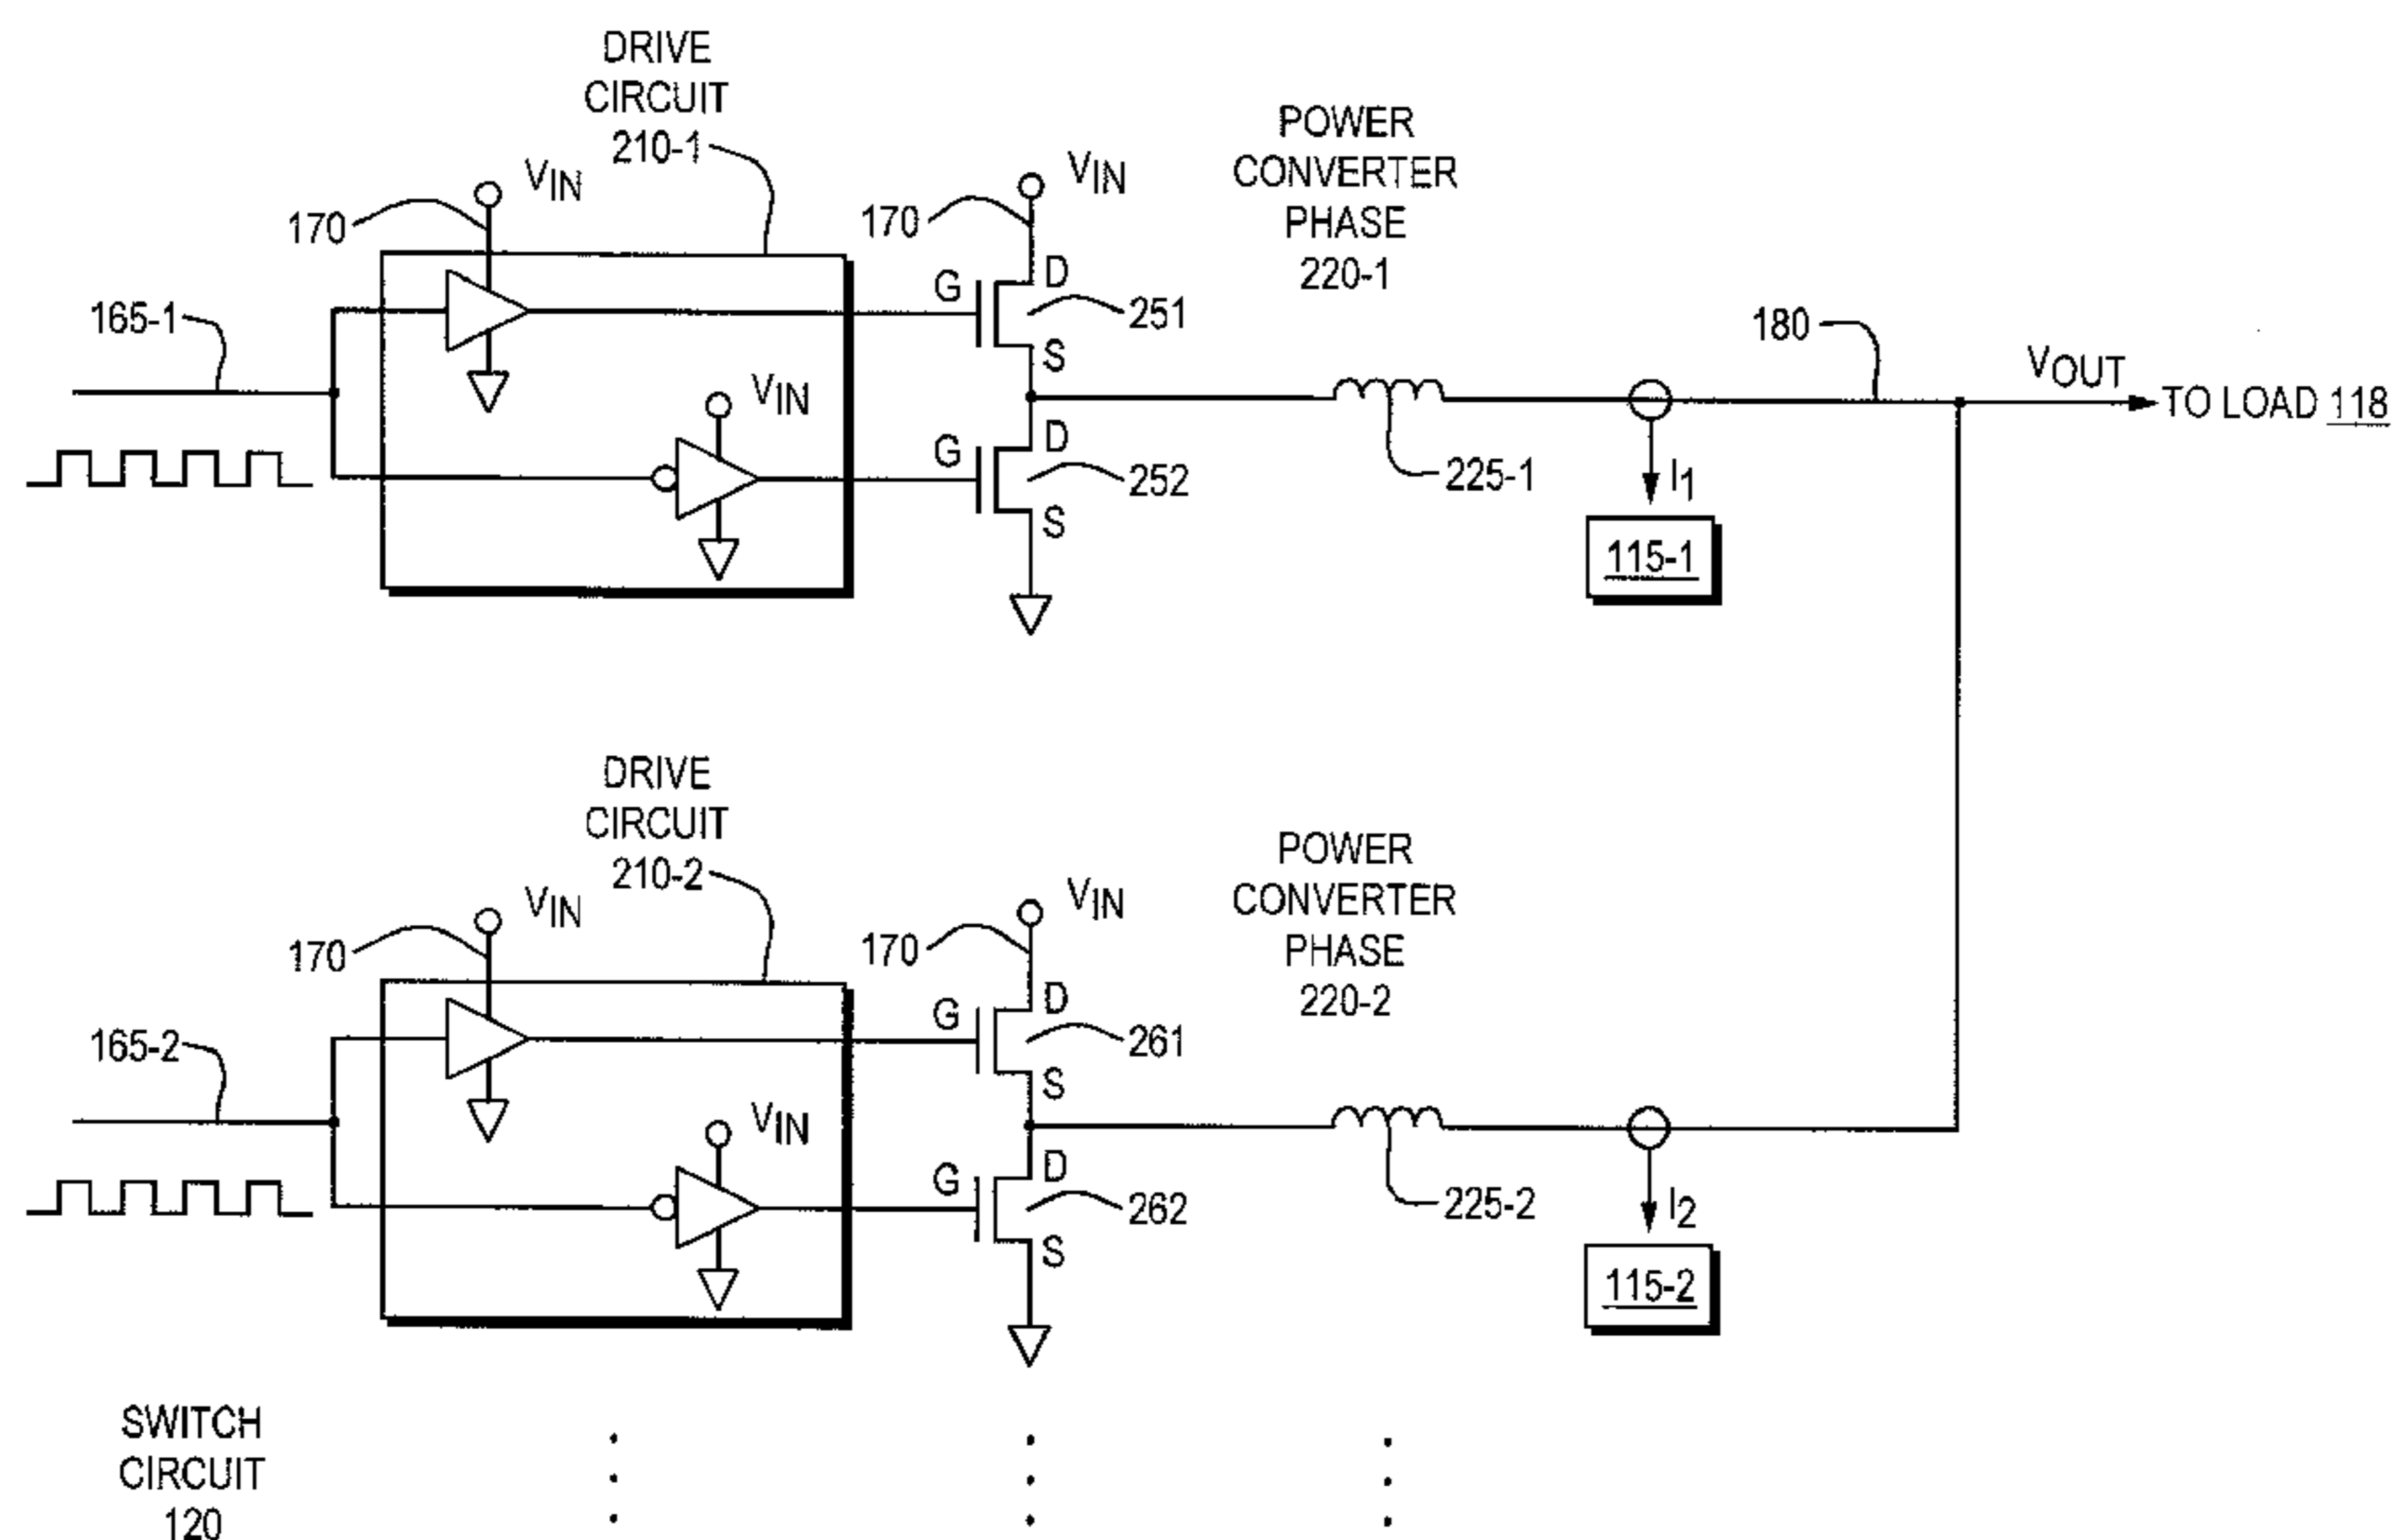 DRIVE
CIRCUIT
210-1
POWER
CONVERTER
PHASE
220-1
170
VIN
170
VIN
165-1
G
D
251
S
180
VOUT
TO LOAD 118
VIN
G
D
252
S
225-1
I1
115-1
DRIVE
CIRCUIT
210-2
POWER
CONVERTER
PHASE
220-2
170
VIN
170
VIN
165-2
G
D
261
S
VIN
G
D
262
S
225-2
I2
115-2
SWITCH
CIRCUIT
120